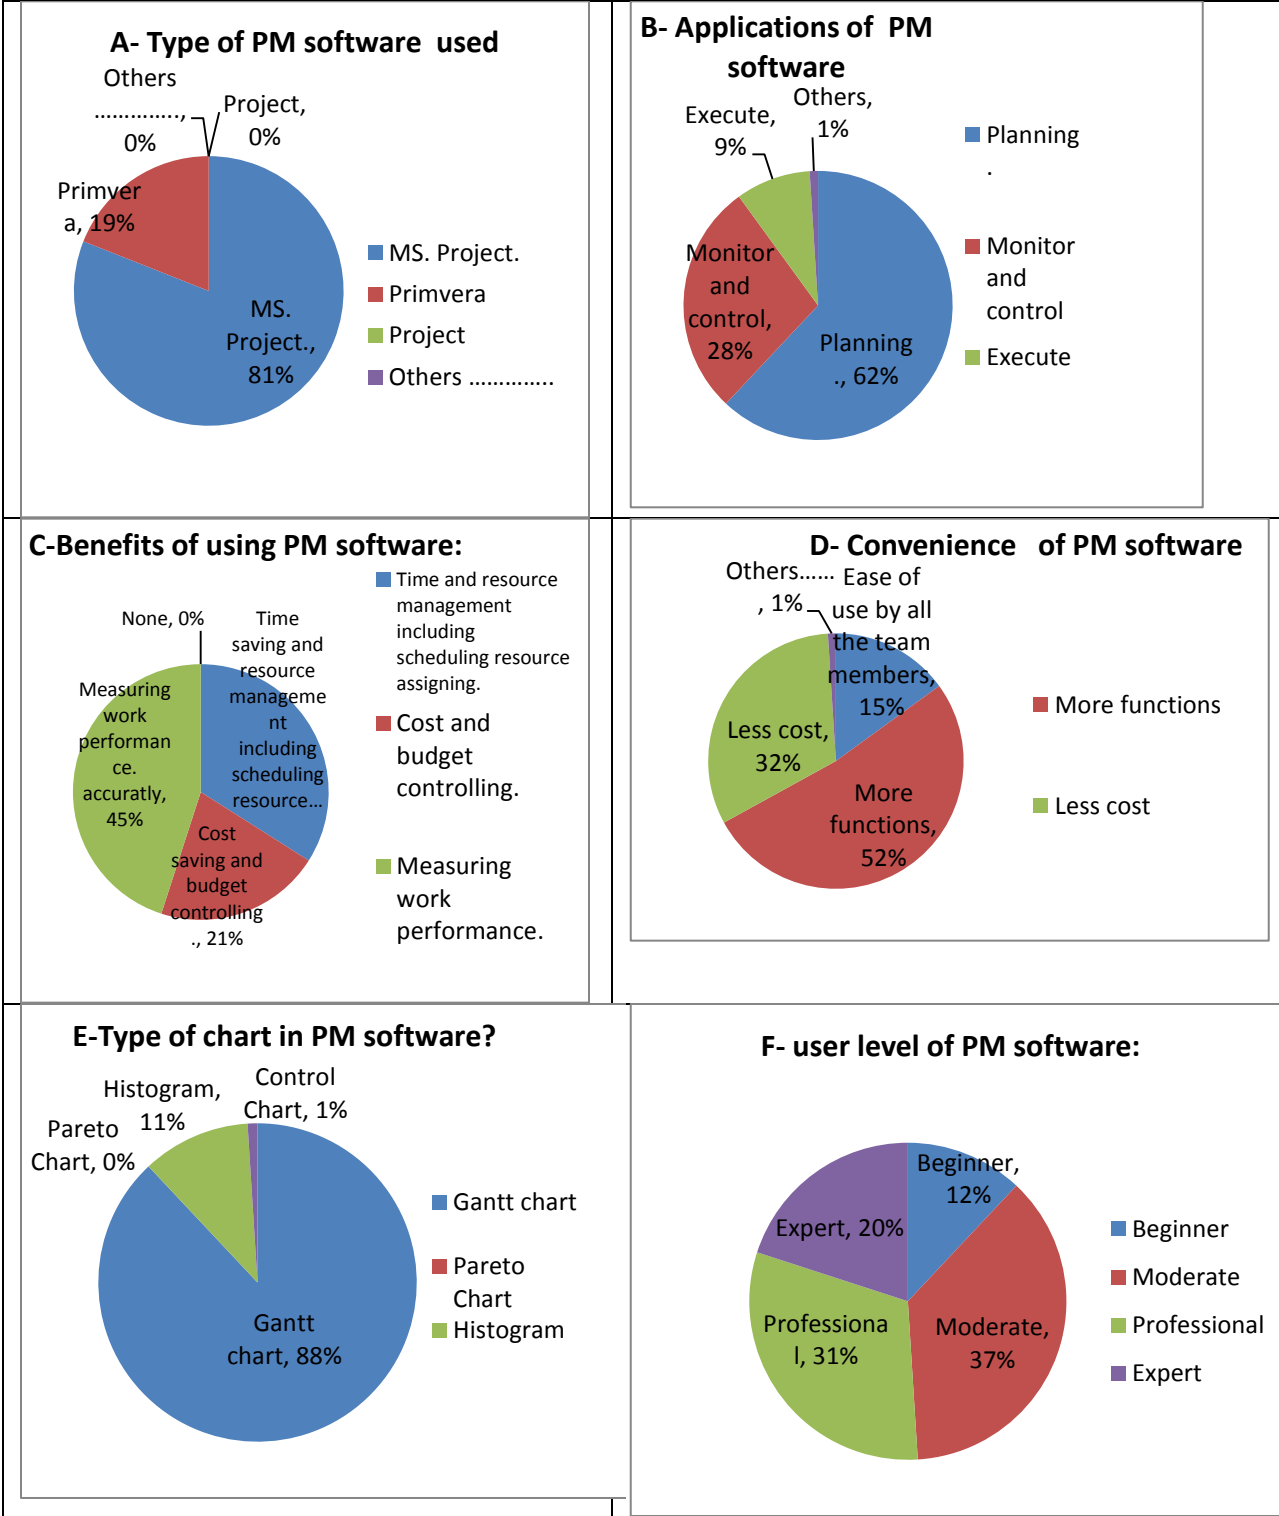 A- Type of PM software  used
Others
…………..,
0%
Project,
0%
Primver
a, 19%
MS.
Project.,
81%
MS. Project.
Primvera
Project
Others …………..
B- Applications of  PM
software
Others,
1%
Execute,
9%
Monitor
and
control,
28%
Planning
., 62%
Planning
.
Monitor
and
control
Execute
C-Benefits of using PM software:
None, 0%
Time
saving and
resource
manageme
nt
including
scheduling
resource…
Measuring
work
performan
ce.
accuratly,
45%
Cost
saving and
budget
controlling
., 21%
Time and resource
management
including
scheduling resource
assigning.
Cost and
budget
controlling.
Measuring
work
performance.
D- Convenience   of PM software
Others……
, 1%
Ease of
use by all
the team
members,
15%
Less cost,
32%
More
functions,
52%
More functions
Less cost
E-Type of chart in PM software?
Control
Chart, 1%
Histogram,
11%
Pareto
Chart, 0%
Gantt
chart, 88%
Gantt chart
Pareto
Chart
Histogram
F- user level of PM software:
Beginner,
12%
Expert, 20%
Professiona
l, 31%
Moderate,
37%
Beginner
Moderate
Professional
Expert